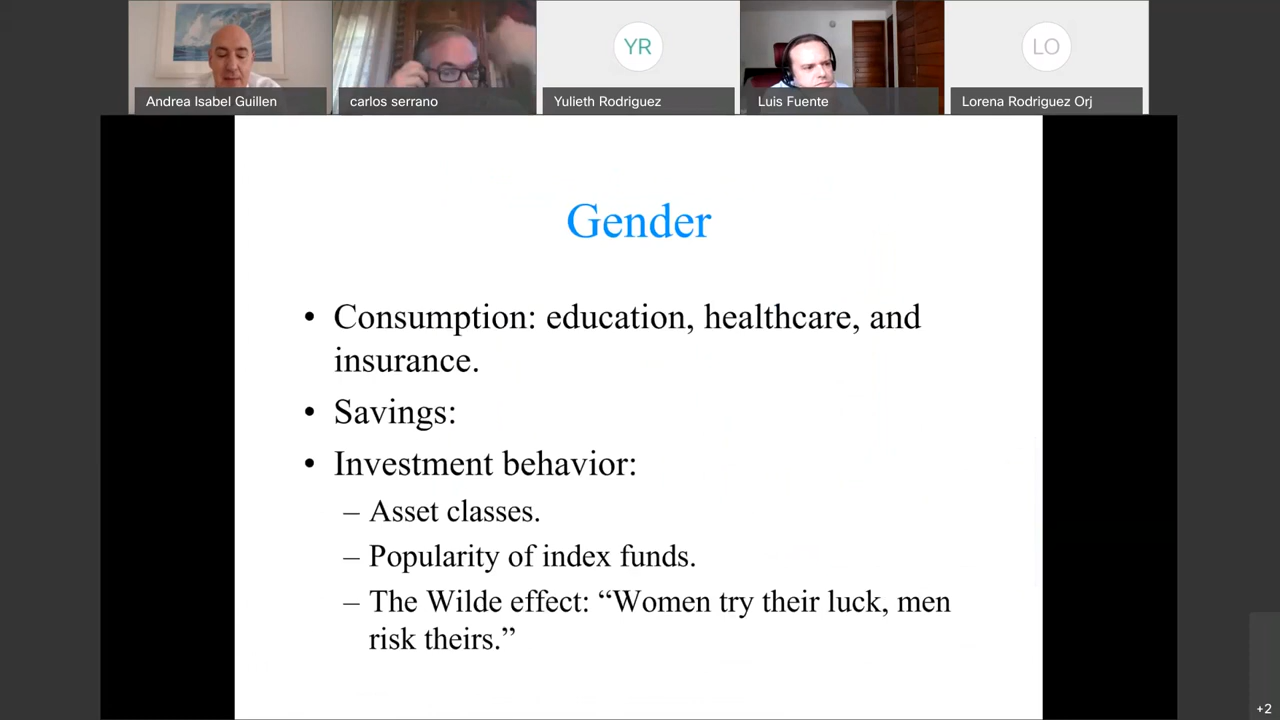 YR
LO
Andrea Isabel Guillen
carlos serrano
Yulieth Rodriguez
Luis Fuente
Lorena Rodriguez Orj
Gender
• Consumption: education, healthcare, and
insurance.
• Savings:
• Investment behavior:
– Asset classes.
– Popularity of index funds.
– The Wilde effect: “Women try their luck, men
risk theirs.”
+2